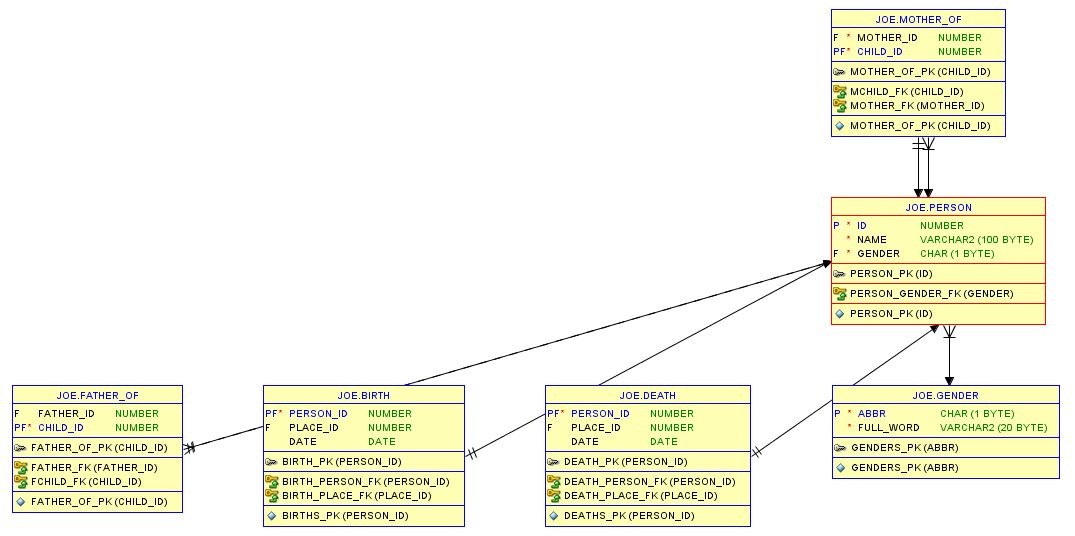 JOE.MOTHER_OF
F * MOTHER_ID NUMBER
PF* CHILD_ID NUMBER
MOTHER_OF_PK (CHILD_ID)
MCHILD_FK (CHILD_ID)
MOTHER_FK (MOTHER_ID)
MOTHER_OF_PK (CHILD_ID)
JOE.PERSON
P * ID NUMBER
* NAME VARCHAR2 (100 BYTE)
F * GENDER CHAR (1 BYTE)
PERSON_PK (ID)
PERSON_GENDER_FK (GENDER)
PERSON_PK (ID)
JOE.FATHER_OF
F FATHER_ID NUMBER
PF* CHILD_ID NUMBER
FATHER_OF_PK (CHILD_ID)
FATHER_FK (FATHER_ID)
FCHILD_FK (CHILD_ID)
FATHER_OF_PK (CHILD_ID)
JOE.BIRTH
PF* PERSON_ID NUMBER
F PLACE_ID NUMBER
DATE DATE
BIRTH_PK (PERSON_ID)
BIRTH_PERSON_FK (PERSON_ID)
BIRTH_PLACE_FK (PLACE_ID)
BIRTHS_PK (PERSON_ID)
JOE.DEATH
PF* PERSON_ID NUMBER
F PLACE_ID NUMBER
DATE DATE
DEATH_PK (PERSON_ID)
DEATH_PERSON_FK (PERSON_ID)
DEATH_PLACE_FK (PLACE_ID)
DEATHS_PK (PERSON_ID)
JOE.GENDER
P * ABBR CHAR (1 BYTE)
* FULL_WORD VARCHAR2 (20 BYTE)
GENDERS_PK (ABBR)
GENDERS_PK (ABBR)